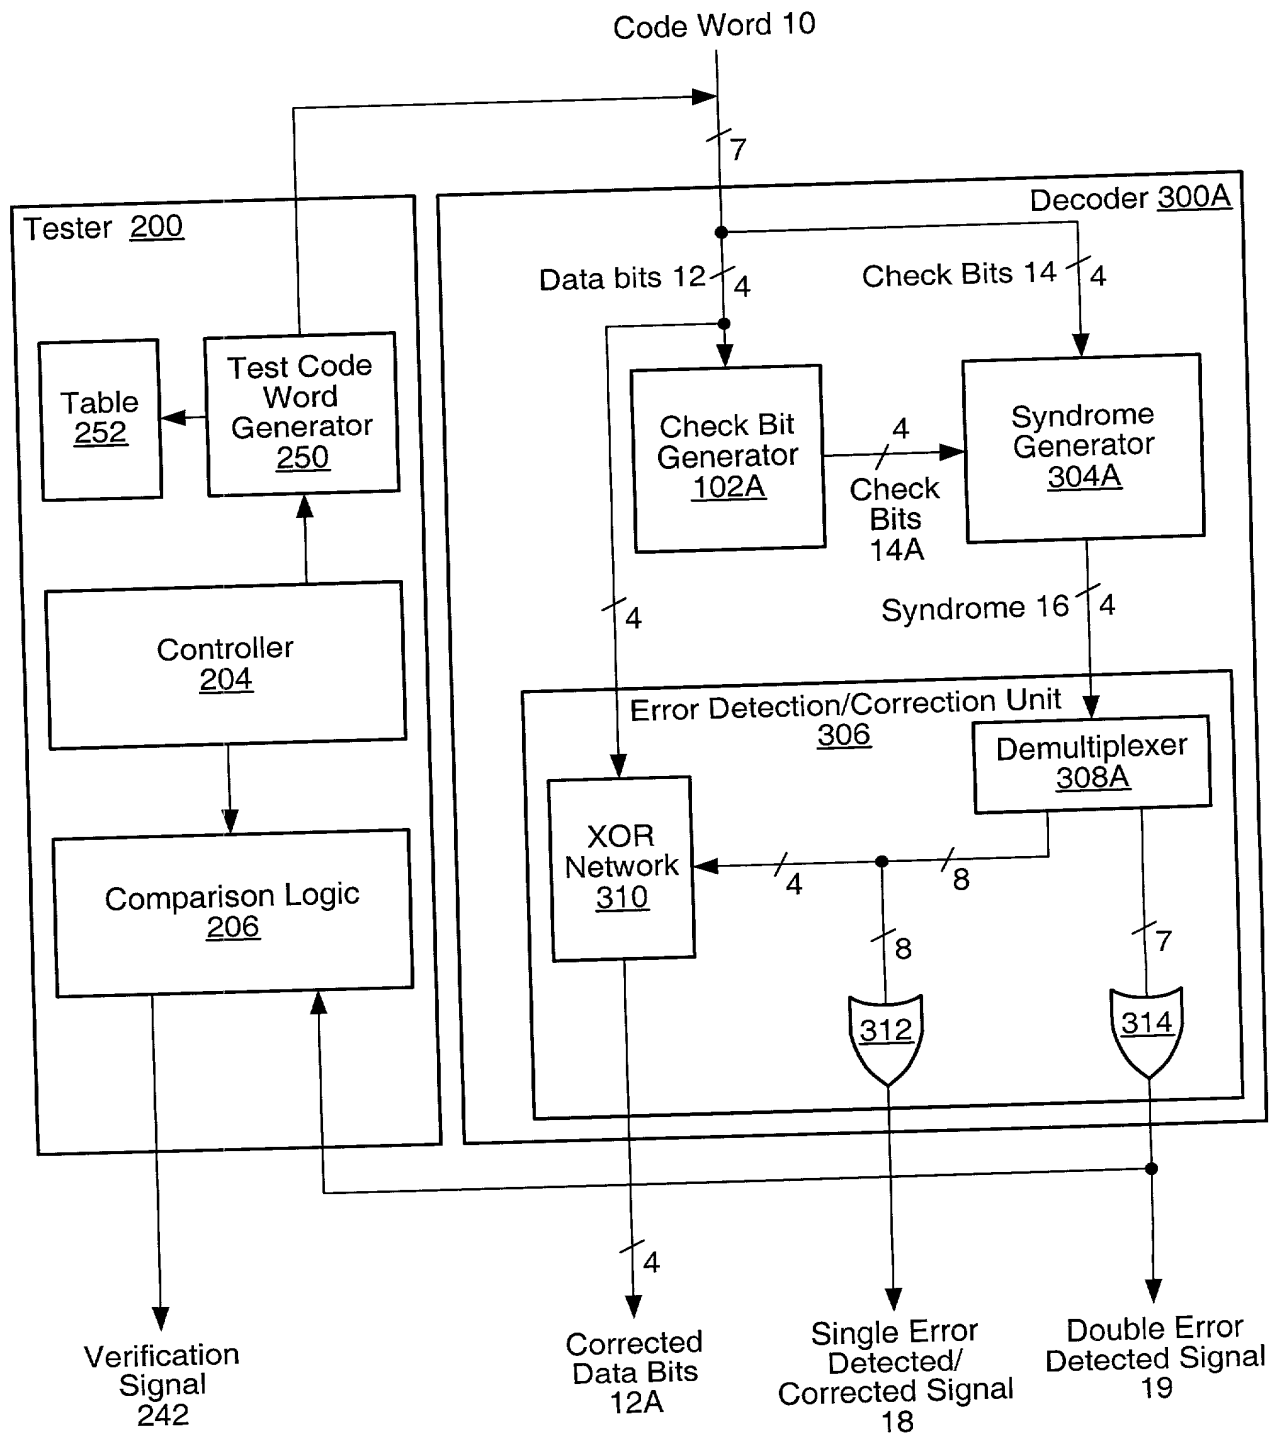 Code Word 10
7
Decoder 300A
Tester 200
Data bits 12
4
Check Bits 14
4
Test Code
Word
Generator
250
Table
252
Check Bit
Generator
102A
4
Check
Bits
14A
Syndrome
Generator
304A
Syndrome 16
4
4
Controller
204
Error Detection/Correction Unit
306
Demultiplexer
308A
XOR
Network
310
4
8
Comparison Logic
206
8
7
312
314
4
Verification
Signal
242
Corrected
Data Bits
12A
Single Error
Detected/
Corrected Signal
18
Double Error
Detected Signal
19